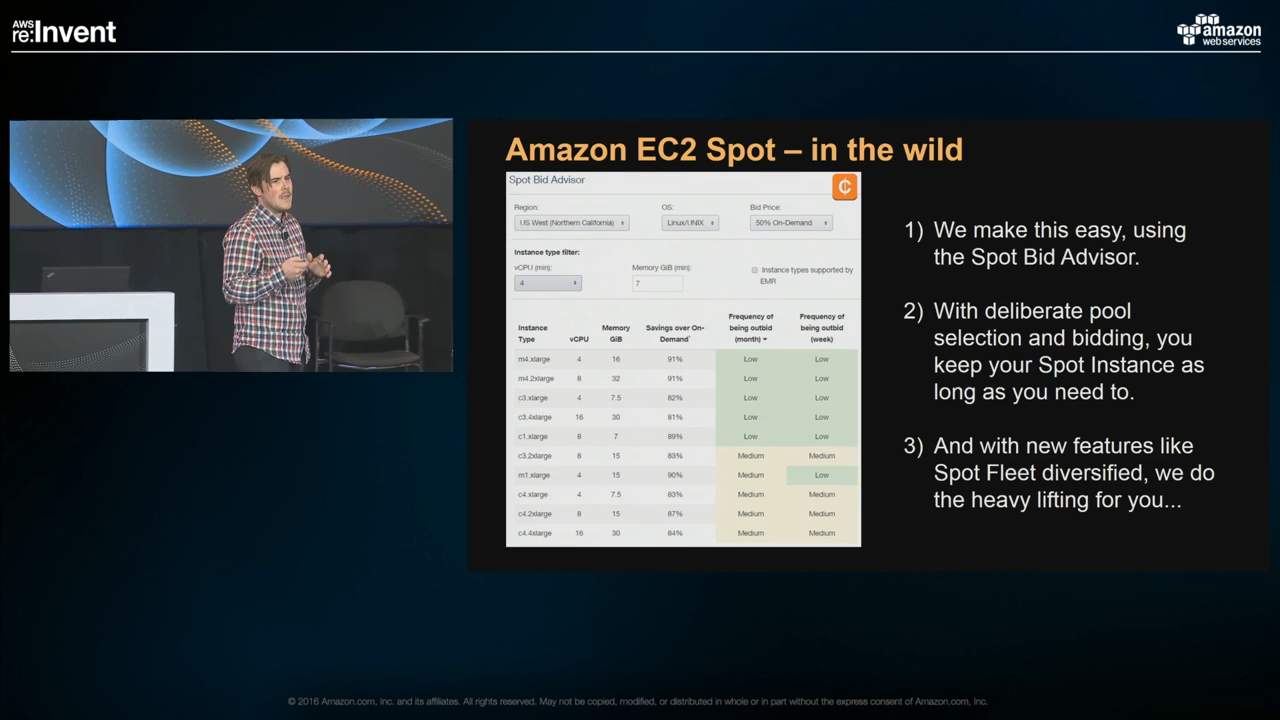 AWS
re:Invent
amazon
web services
Amazon EC2 Spot – in the wild
Spot Bid Advisor
₵
Region: OS: Bid Price:
US West (Northern California) Linux/UNIX 50% On-Demand
Instance type filter:
vCPU (min): Memory GiB (min):
4 7
Instance types supported by
EMR
Frequency of Frequency of
Instance Memory Savings over On- being outbid being outbid
Type vCPU GiB Demand* (month) (week)
m4.xlarge 4 16 91% Low Low
m4.2xlarge 8 32 91% Low Low
c3.xlarge 4 7.5 82% Low Low
c3.4xlarge 16 30 81% Low Low
c1.xlarge 8 7 89% Low Low
c3.2xlarge 8 15 83% Medium Medium
m1.xlarge 4 15 90% Medium Low
c4.xlarge 4 7.5 83% Medium Medium
c4.2xlarge 8 15 87% Medium Medium
c4.4xlarge 16 30 84% Medium Medium
1) We make this easy, using
the Spot Bid Advisor.
2) With deliberate pool
selection and bidding, you
keep your Spot Instance as
long as you need to.
3) And with new features like
Spot Fleet diversified, we do
the heavy lifting for you...
© 2016 Amazon.com, Inc. and its affiliates. All rights reserved. May not be copied, modified, or distributed in whole or in part without the express consent of Amazon.com, Inc.